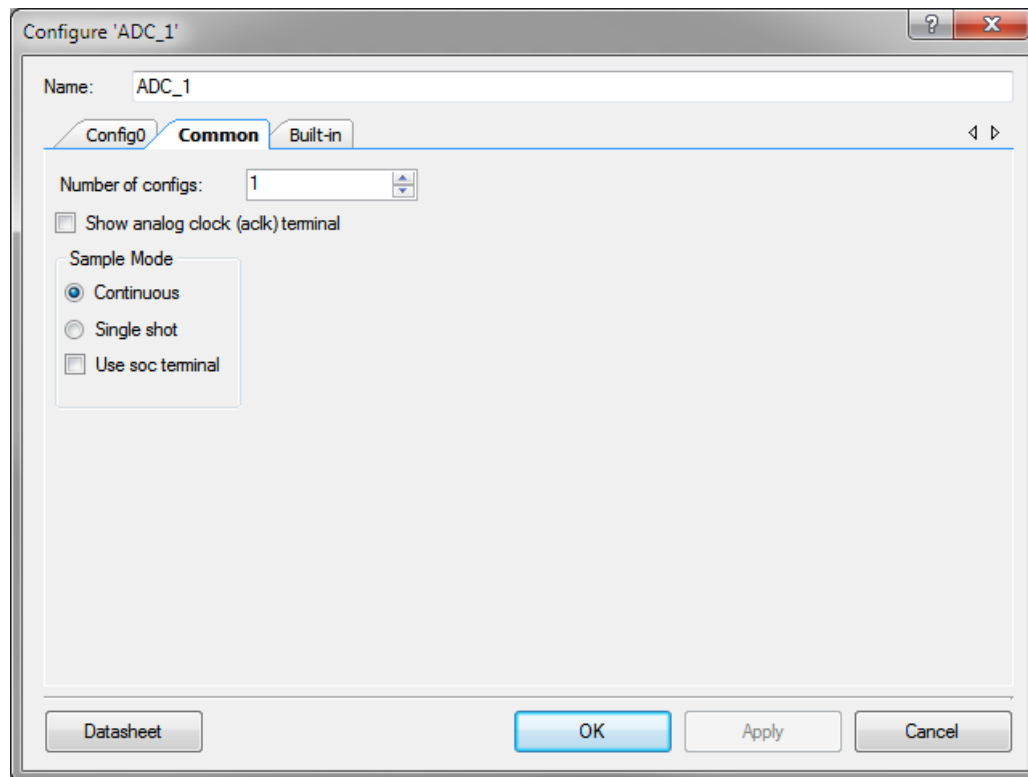 Configure 'ADC_1'
?
X
Name: ADC_1
Config0 Common Built-in
Number of configs: 1
Show analog clock (aclk) terminal
Sample Mode
Continuous
Single shot
Use soc terminal
Datasheet OK Apply Cancel